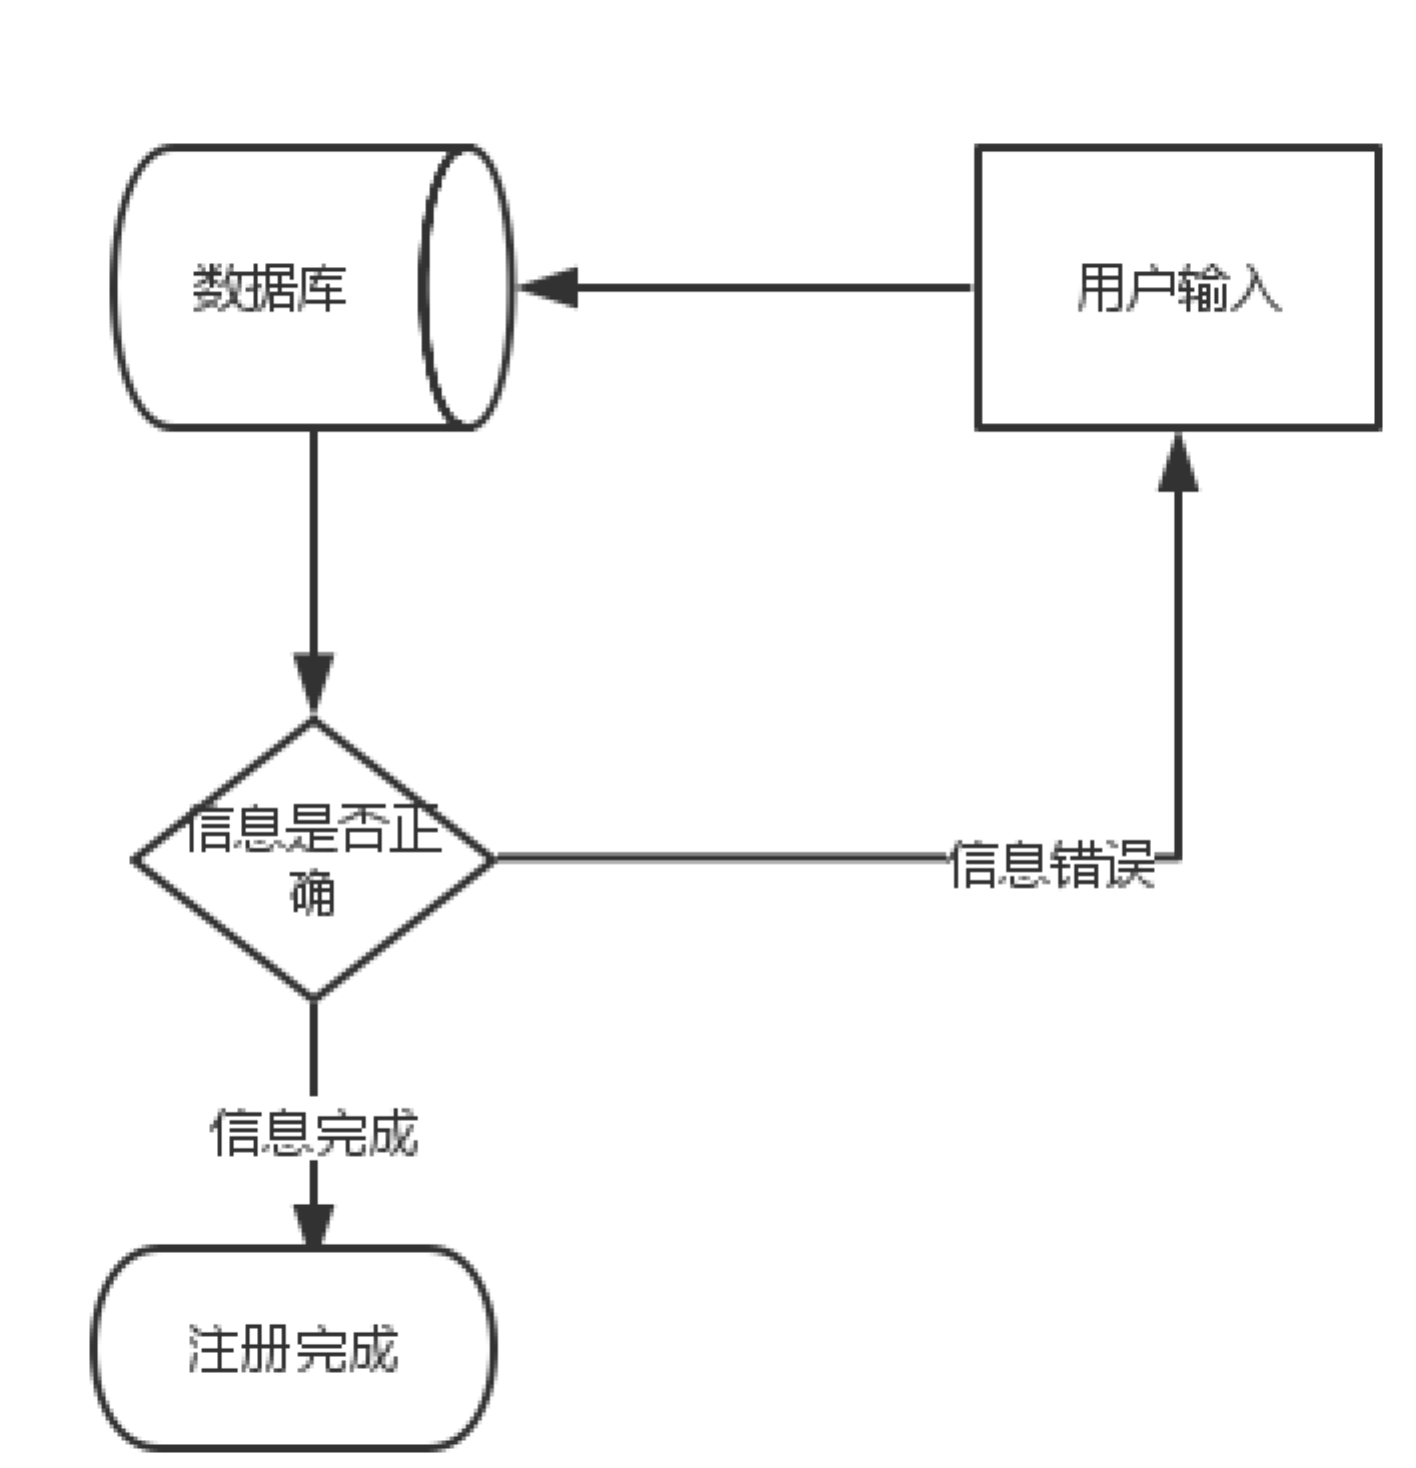 数据库
用户输入
信息是否正
确
信息错误
信息完成
注册完成